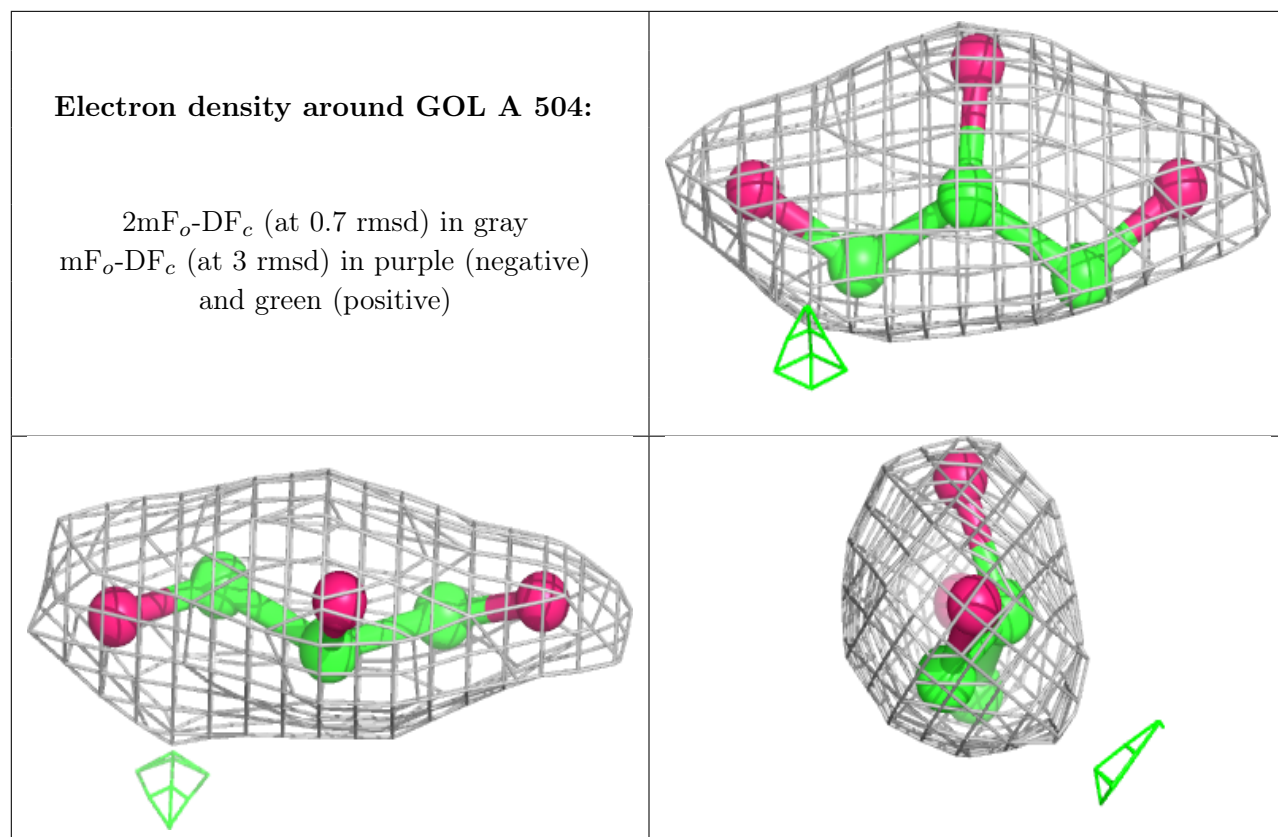 Electron density around GOL A 504:
2mFₒ-DF𝒸 (at 0.7 rmsd) in gray
mFₒ-DF𝒸 (at 3 rmsd) in purple (negative)
and green (positive)